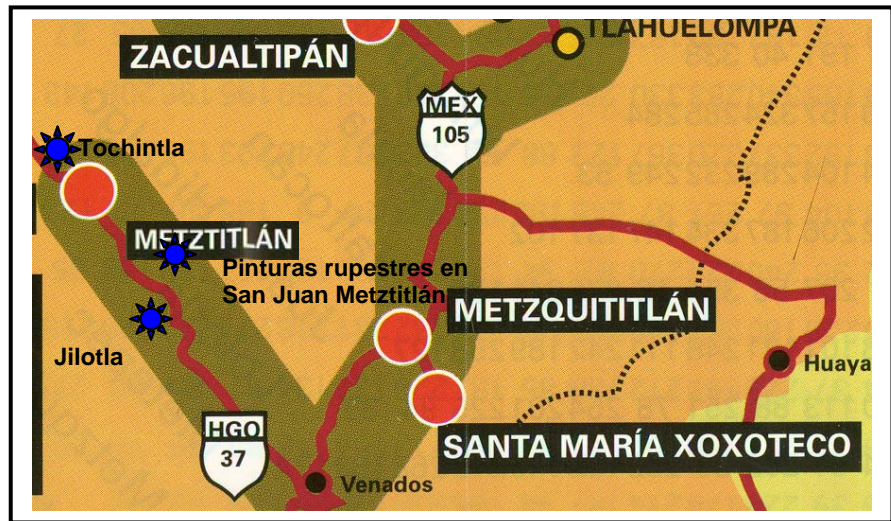 TLAHUELOMPA
ZACUALTIPÁN
MEX
105
Tochintla
METZTITLÁN
Pinturas rupestres en
San Juan Metztitlán
METZQUITITLÁN
Jilotla
Huaya
HGO
37
SANTA MARÍA XOXOTECO
Venados